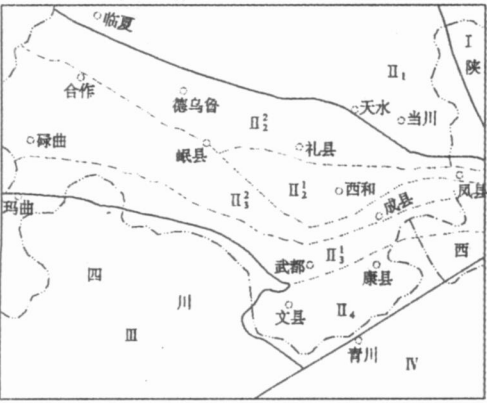 临夏
I
陕
II₁
合作
德乌鲁
II₂²
天水
当川
碌曲
岷县
礼县
II₃²
II₂¹
西和
凤县
成县
玛曲
武都
II₃¹
康县
西
四
川
文县
II₄
III
青川
IV